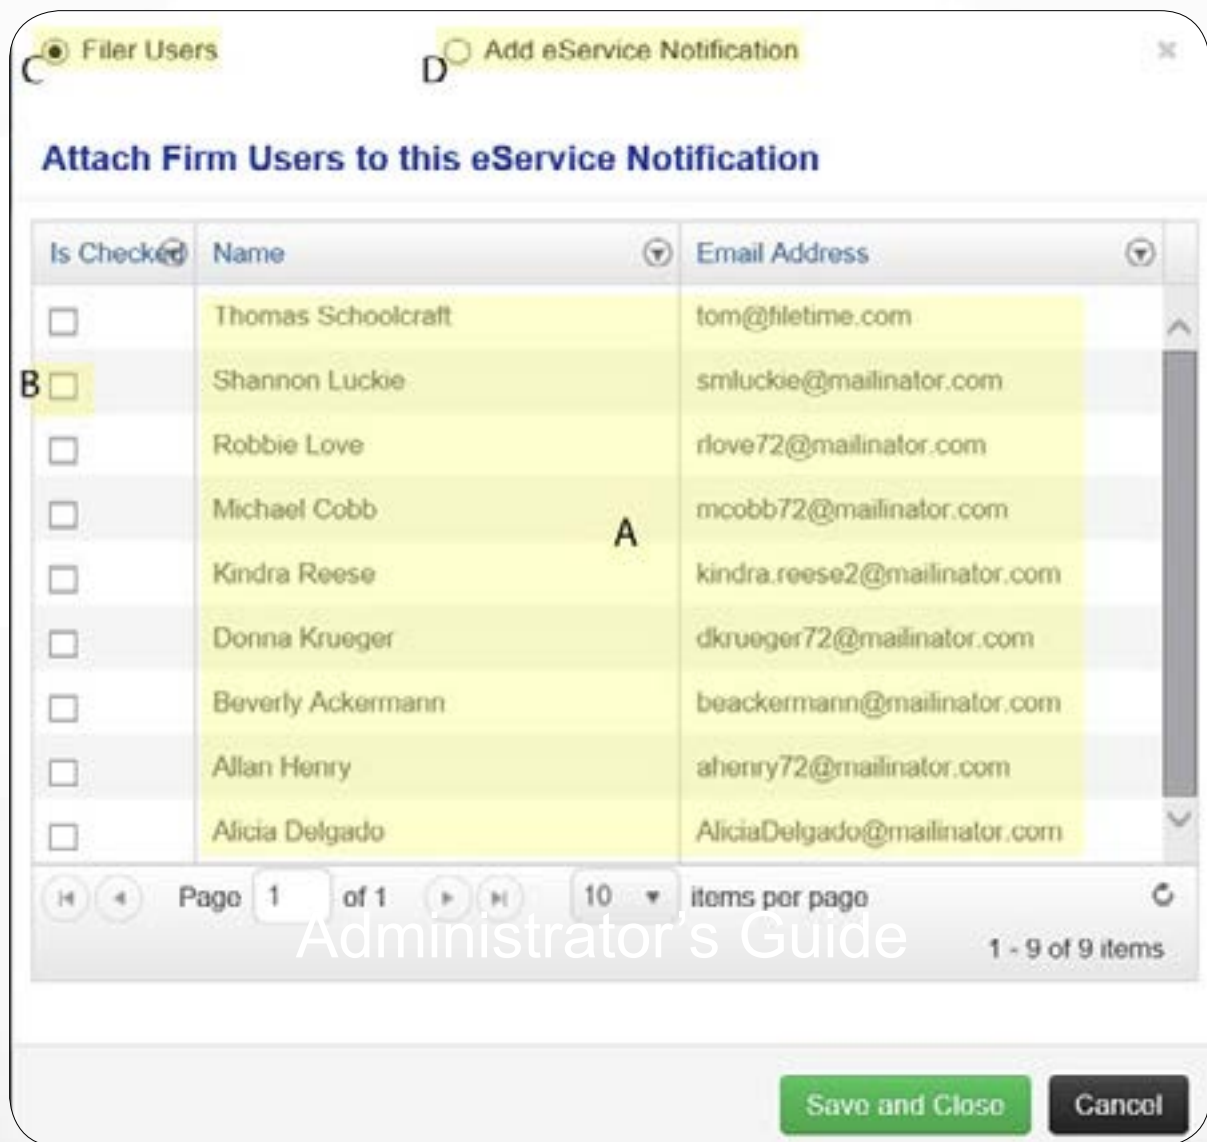 C Filer Users D Add eService Notification
Attach Firm Users to this eService Notification
Is Checked Name Email Address
Thomas Schoolcraft tom@filetime.com
B Shannon Luckie smluckie@mailinator.com
Robbie Love rlove72@mailinator.com
Michael Cobb mcobb72@mailinator.com
A
Kindra Reese kindra.reese2@mailinator.com
Donna Krueger dkrueger72@mailinator.com
Beverly Ackermann beackermann@mailinator.com
Allan Henry ahenry72@mailinator.com
Alicia Delgado AliciaDelgado@mailinator.com
Page 1 of 1 10 items per page
Administrator's Guide
1 - 9 of 9 items
Save and Close Cancel